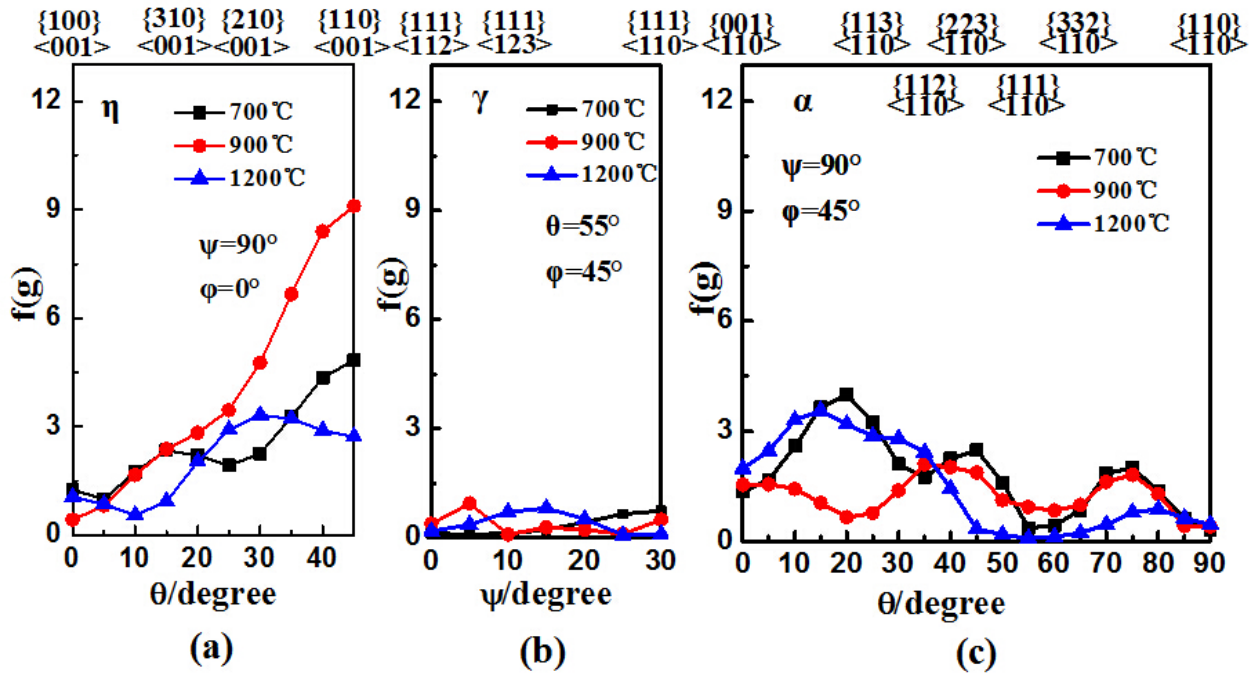 {100} {310} {210} {110}
<001> <001> <001> <001>
η
700℃
900℃
1200℃
ψ=90°
φ=0°
12
9
6
3
0
f(g)
0 10 20 30 40
θ/degree
(a)
{111} {111} {111}
<112> <123> <110>
γ
700℃
900℃
1200℃
θ=55°
φ=45°
12
9
6
3
0
f(g)
0 10 20 30
ψ/degree
(b)
{001} {113} {223} {332} {110}
<110> <110> <110> <110> <110>
{112} {111}
<110> <110>
α
700℃
900℃
1200℃
ψ=90°
φ=45°
12
9
6
3
0
f(g)
0 10 20 30 40 50 60 70 80 90
θ/degree
(c)